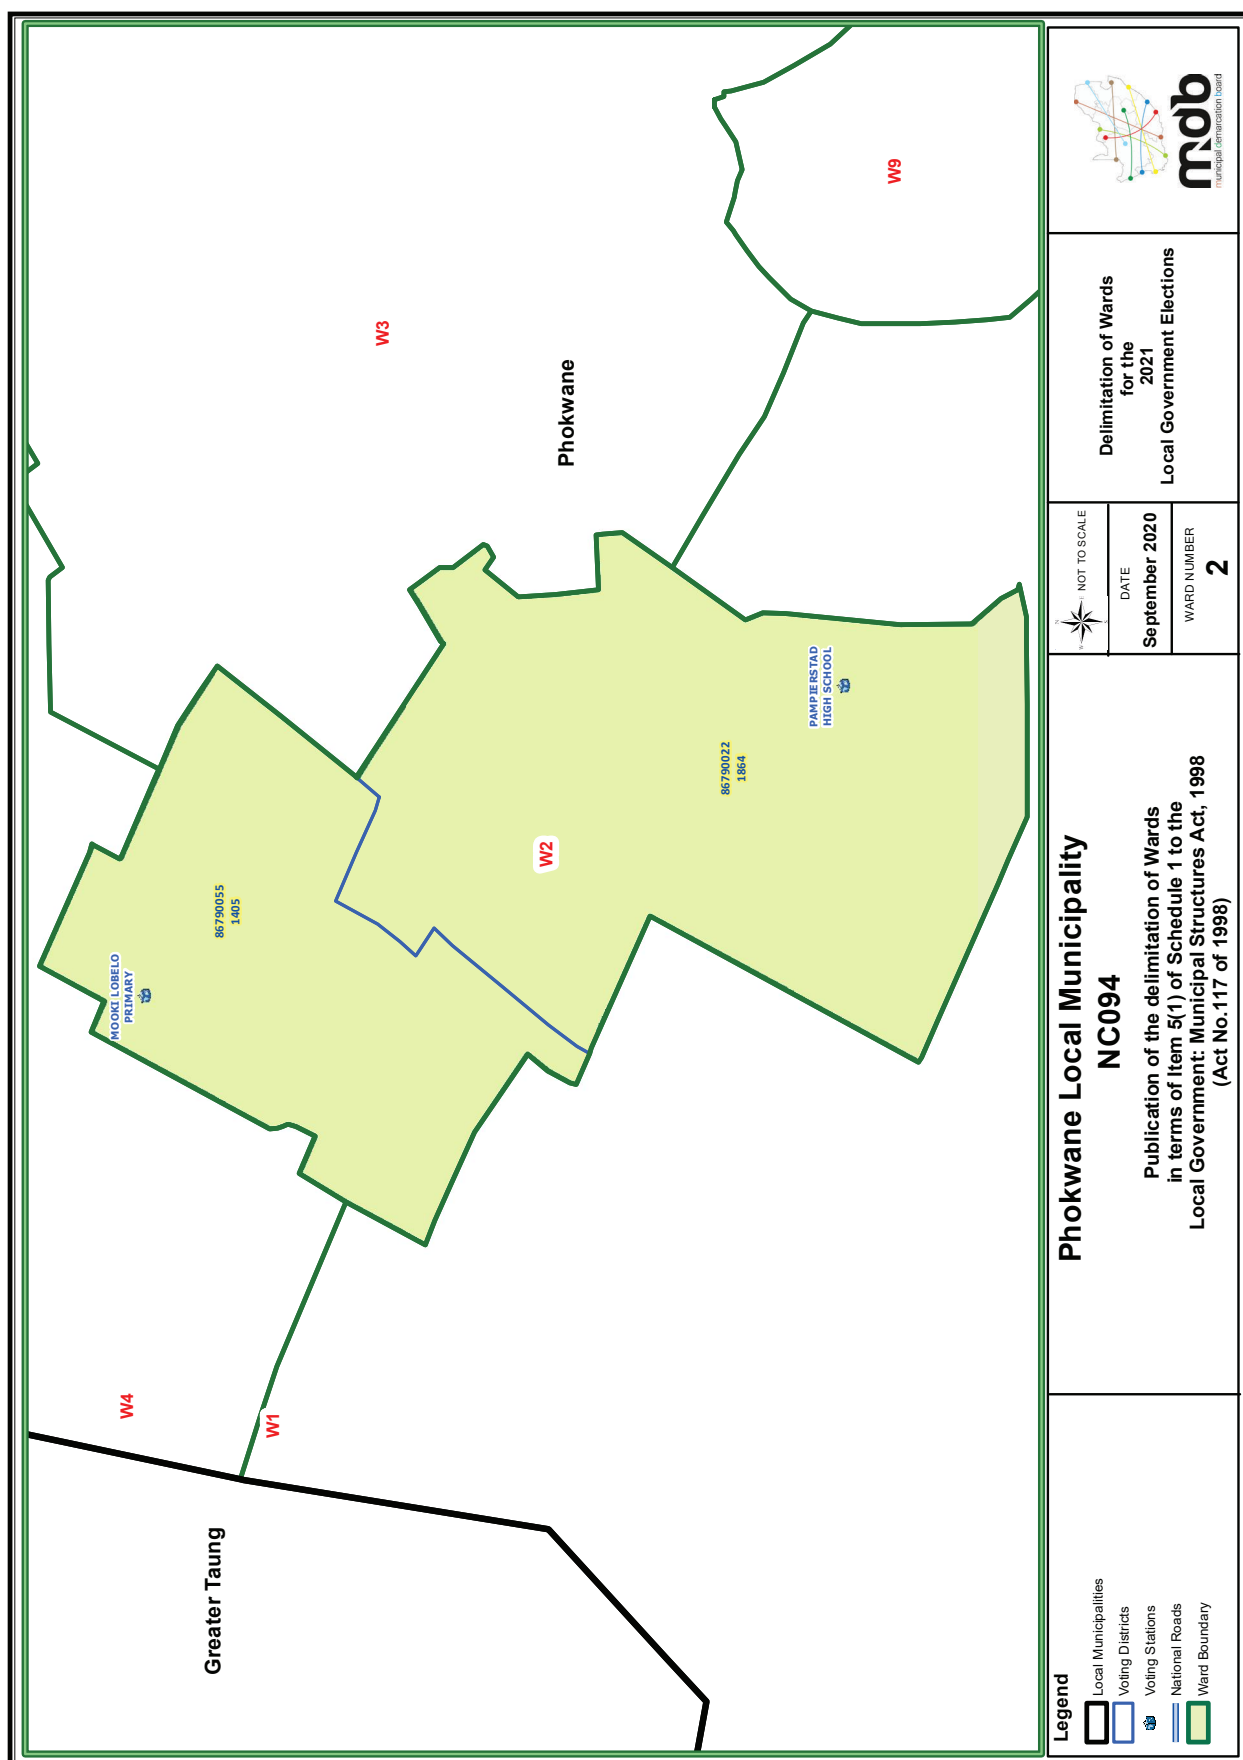 Greater Taung
W4
W1
MOOKI LOBELO
PRIMARY
86790055
1405
W2
86790022
1864
PAMPIERSTAD
HIGH SCHOOL
Phokwane
W3
W9
Legend
Local Municipalities
Voting Districts
Voting Stations
National Roads
Ward Boundary
Phokwane Local Municipality
NC094
Publication of the delimitation of Wards
in terms of Item 5(1) of Schedule 1 to the
Local Government: Municipal Structures Act, 1998
(Act No.117 of 1998)
NOT TO SCALE
DATE
September 2020
WARD NUMBER
2
Delimitation of Wards
for the
2021
Local Government Elections
mdb
municipal demarcation board